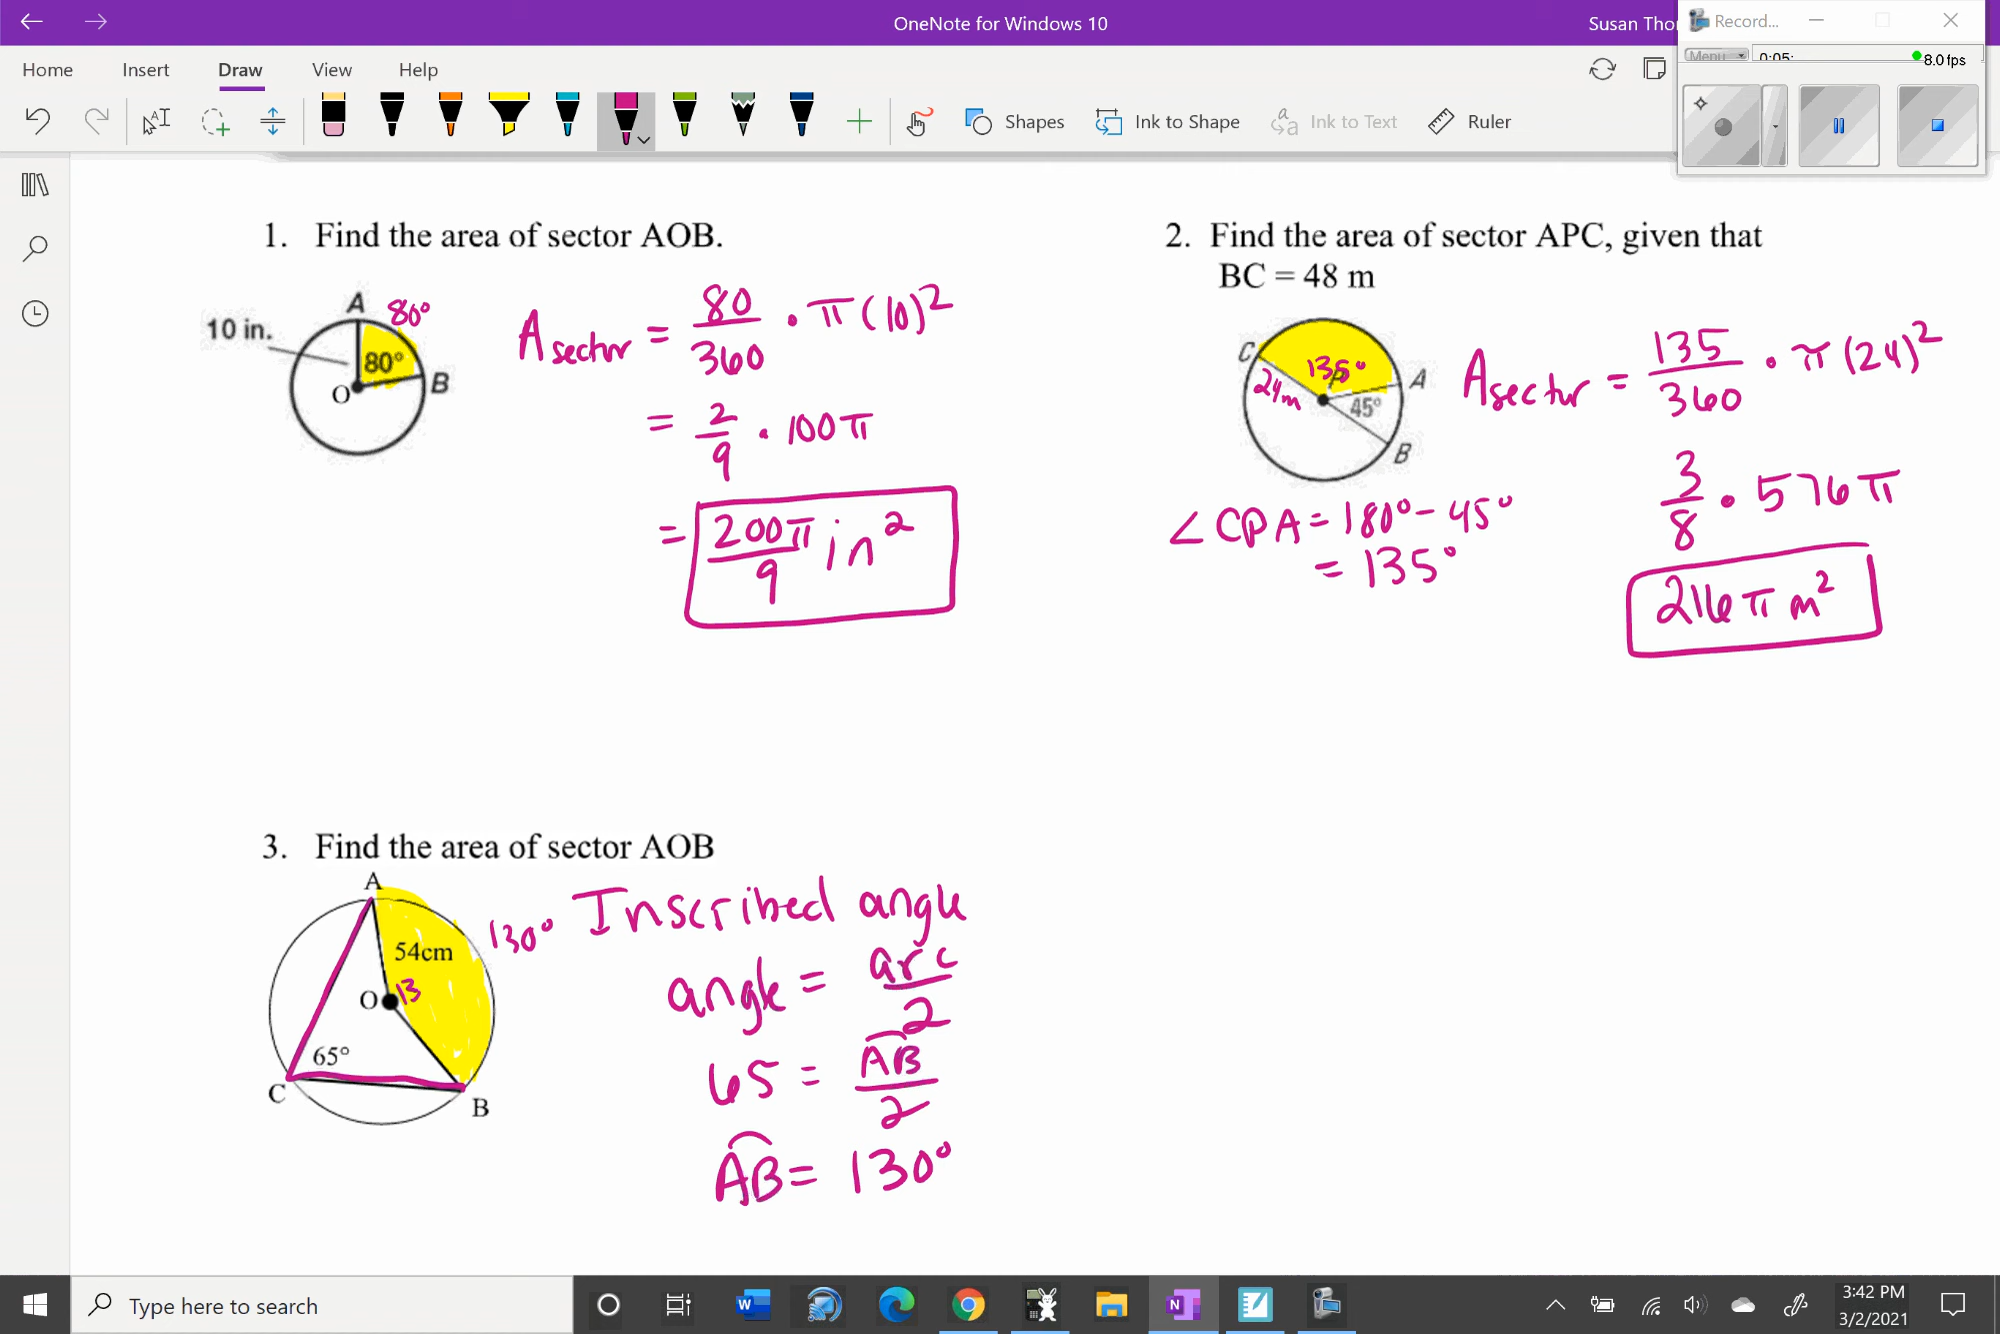 OneNote for Windows 10
Susan Tho
Record...
Home Insert Draw View Help
Menu 0:05: 8.0 fps
Shapes Ink to Shape Ink to Text Ruler
1. Find the area of sector AOB.
A 80°
10 in.
80°
O B
A sector = 80/360 · π(10)²
= 2/9 · 100π
= 200π/9 in²
2. Find the area of sector APC, given that
BC = 48 m
C 135° A
24m P 45°
B
A sector = 135/360 · π(24)²
∠CPA = 180° - 45°
= 135°
3/8 · 576π
216π m²
3. Find the area of sector AOB
A
54cm 130°
O 13
65°
C B
Inscribed angle
angle = arc/2
65 = A͡B/2
A͡B = 130°
Type here to search
3:42 PM
3/2/2021